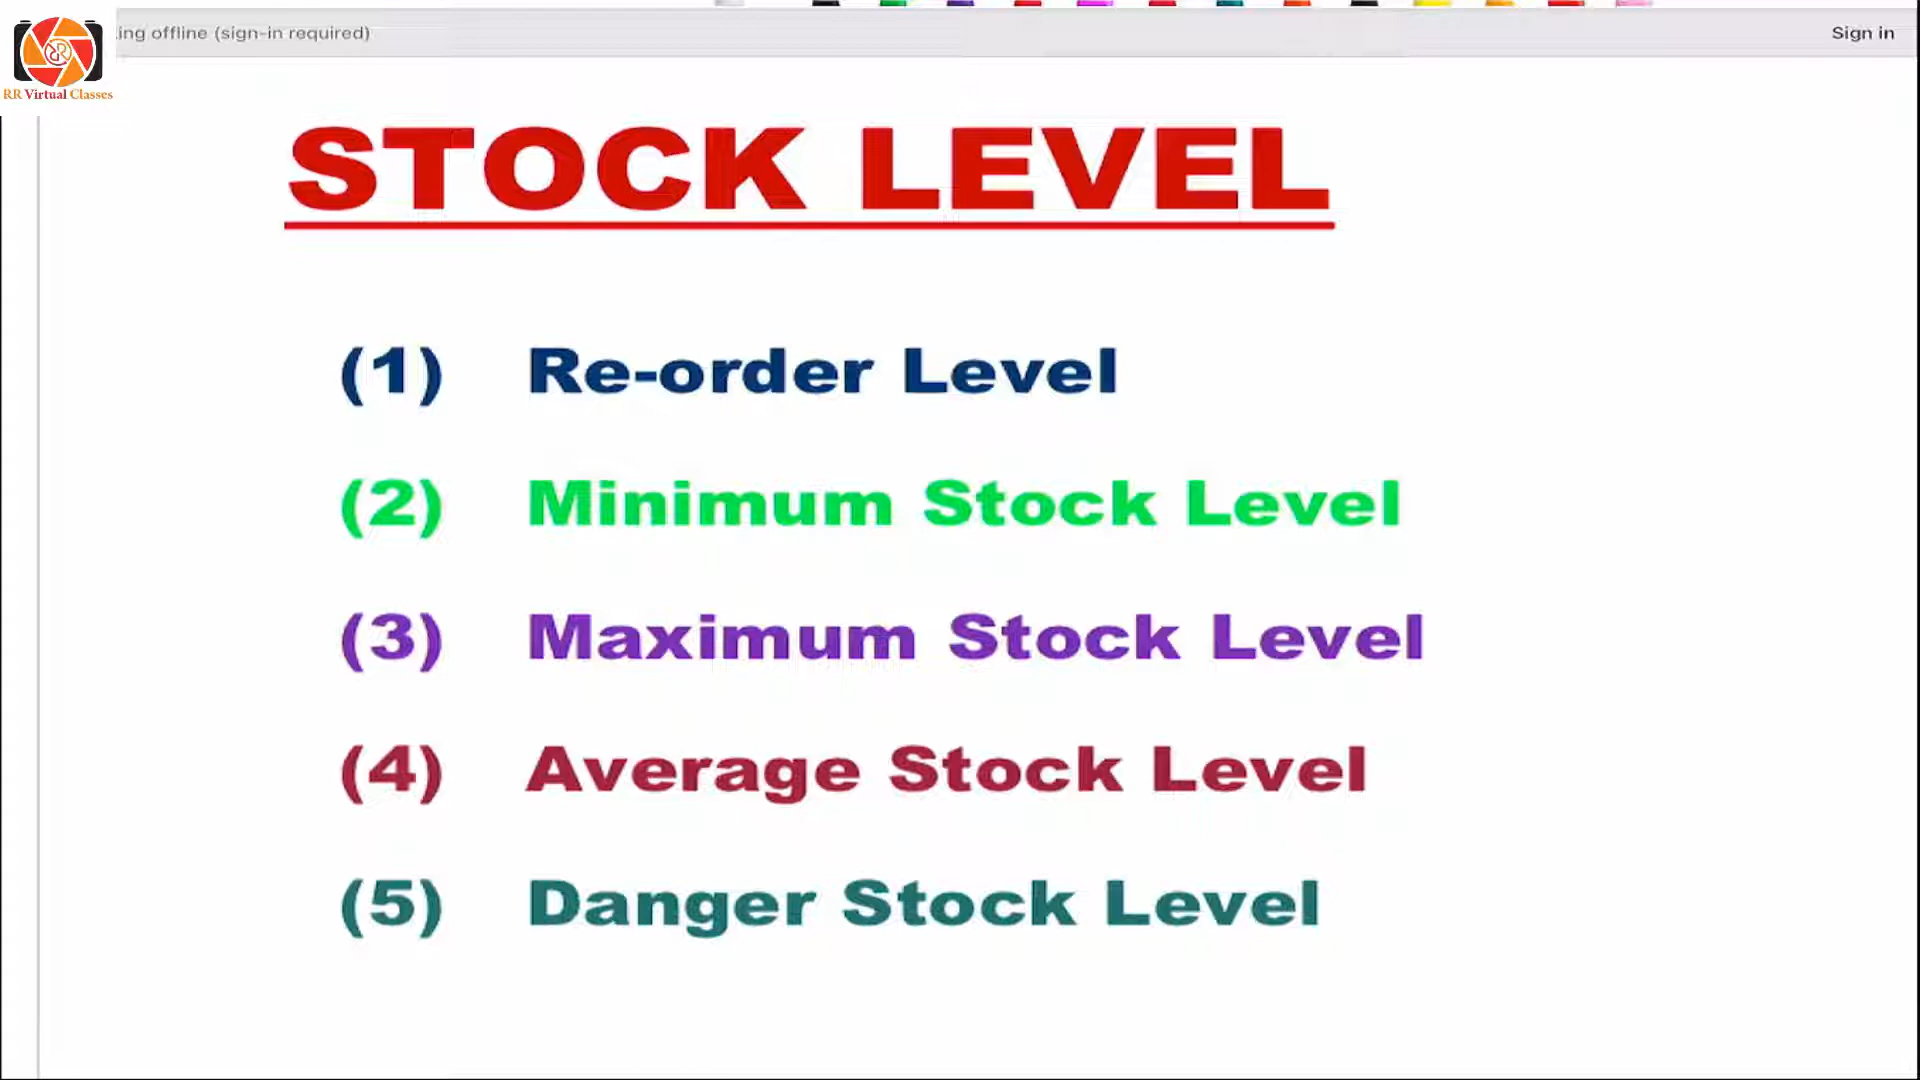 ing offline (sign-in required)
Sign in
RR Virtual Classes
STOCK LEVEL
(1) Re-order Level
(2) Minimum Stock Level
(3) Maximum Stock Level
(4) Average Stock Level
(5) Danger Stock Level